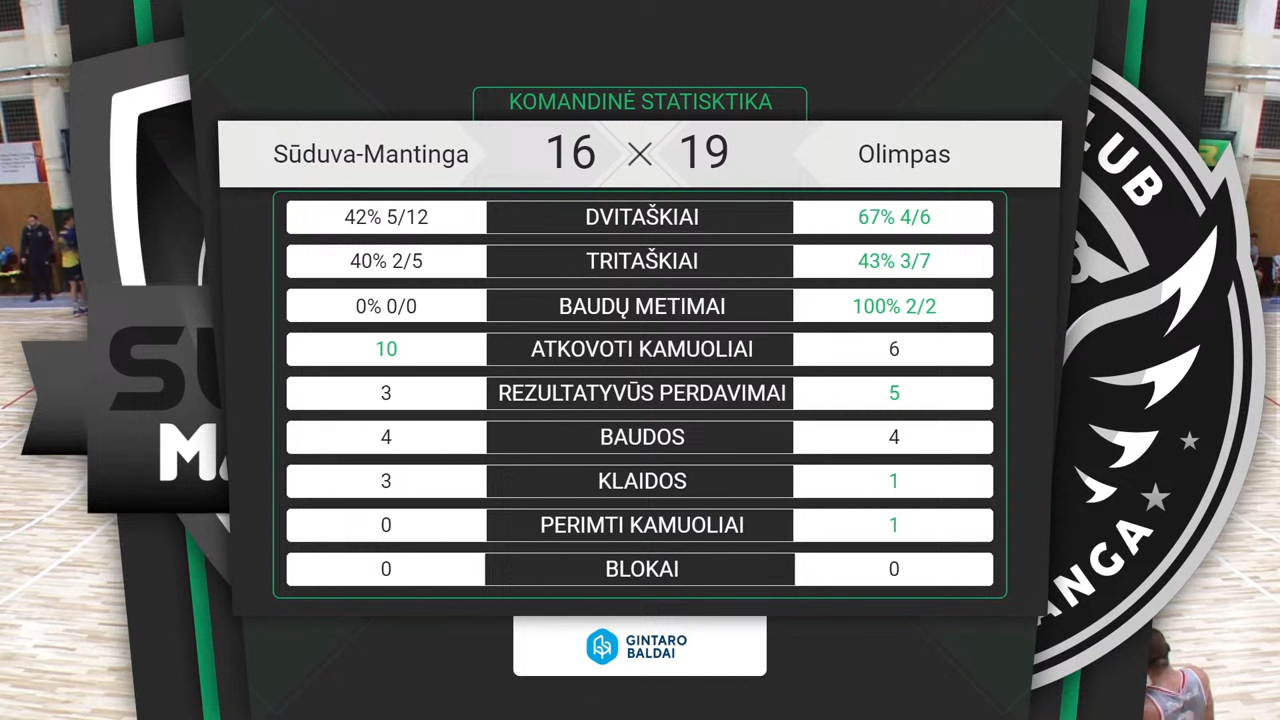 KOMANDINĖ STATISKTIKA
Sūduva-Mantinga 16 × 19 Olimpas
42% 5/12 DVITAŠKIAI 67% 4/6
40% 2/5 TRITAŠKIAI 43% 3/7
0% 0/0 BAUDŲ METIMAI 100% 2/2
10 ATKOVOTI KAMUOLIAI 6
3 REZULTATYVŪS PERDAVIMAI 5
4 BAUDOS 4
3 KLAIDOS 1
0 PERIMTI KAMUOLIAI 1
0 BLOKAI 0
GINTARO
BALDAI